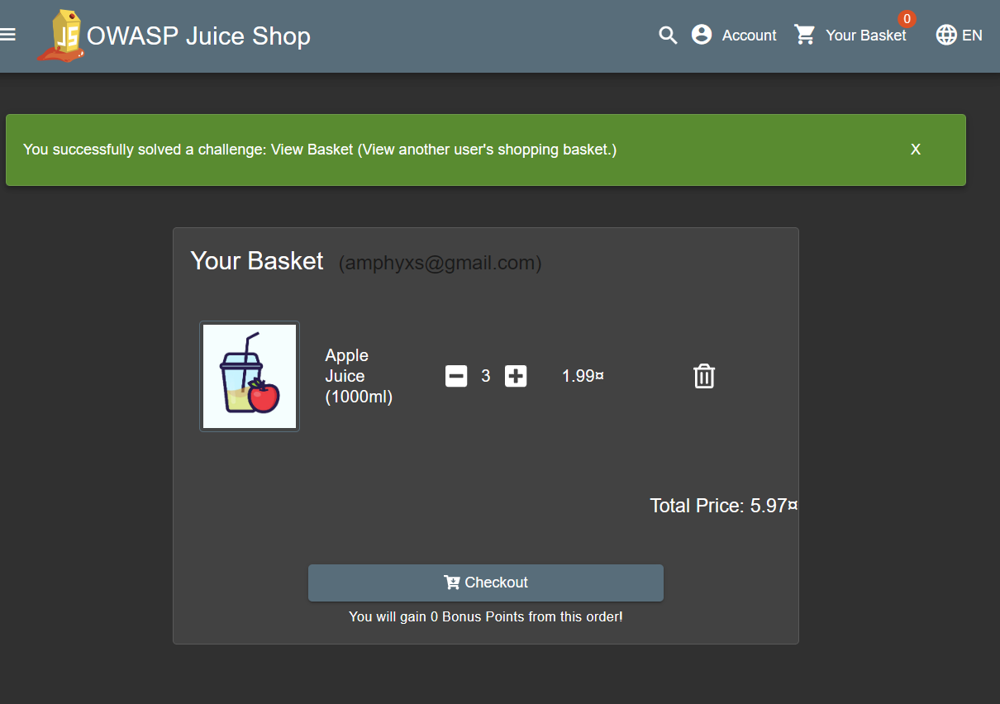 OWASP Juice Shop
Account
Your Basket
0
EN
You successfully solved a challenge: View Basket (View another user's shopping basket.)
X
Your Basket (amphyxs@gmail.com)
Apple
Juice
(1000ml)
3
1.99¤
Total Price: 5.97¤
Checkout
You will gain 0 Bonus Points from this order!